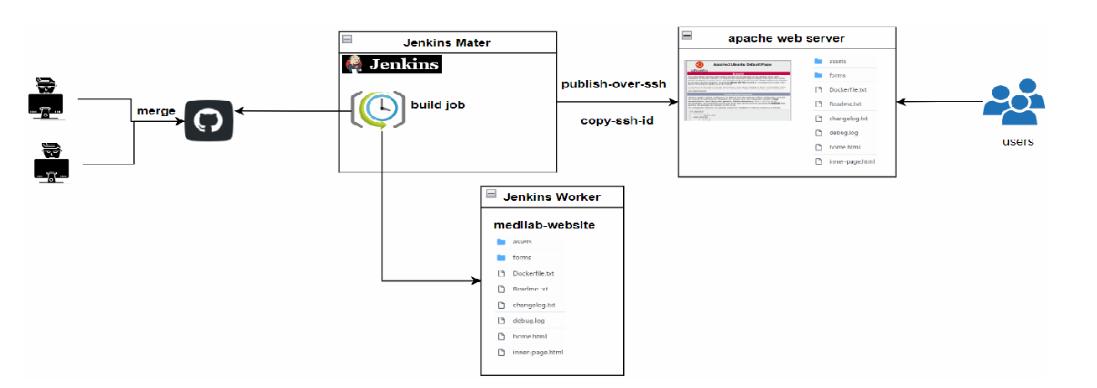 merge
Jenkins Mater
Jenkins
build job
publish-over-ssh
copy-ssh-id
apache web server
assets
forms
Dockerfile.txt
Readme.txt
changelog.txt
debug.log
home.html
inner-page.html
users
Jenkins Worker
medilab-website
assets
forms
Dockerfile.txt
Readme.txt
changelog.txt
debug.log
home.html
inner-page.html